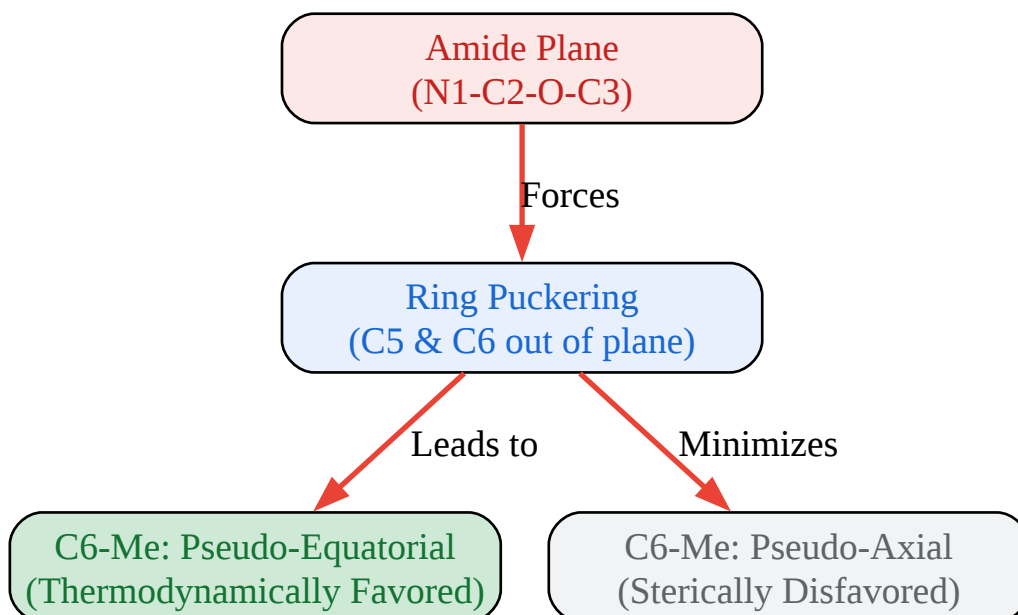 Amide Plane
(N1-C2-O-C3)
Forces
Ring Puckering
(C5 & C6 out of plane)
Leads to
Minimizes
C6-Me: Pseudo-Equatorial
(Thermodynamically Favored)
C6-Me: Pseudo-Axial
(Sterically Disfavored)